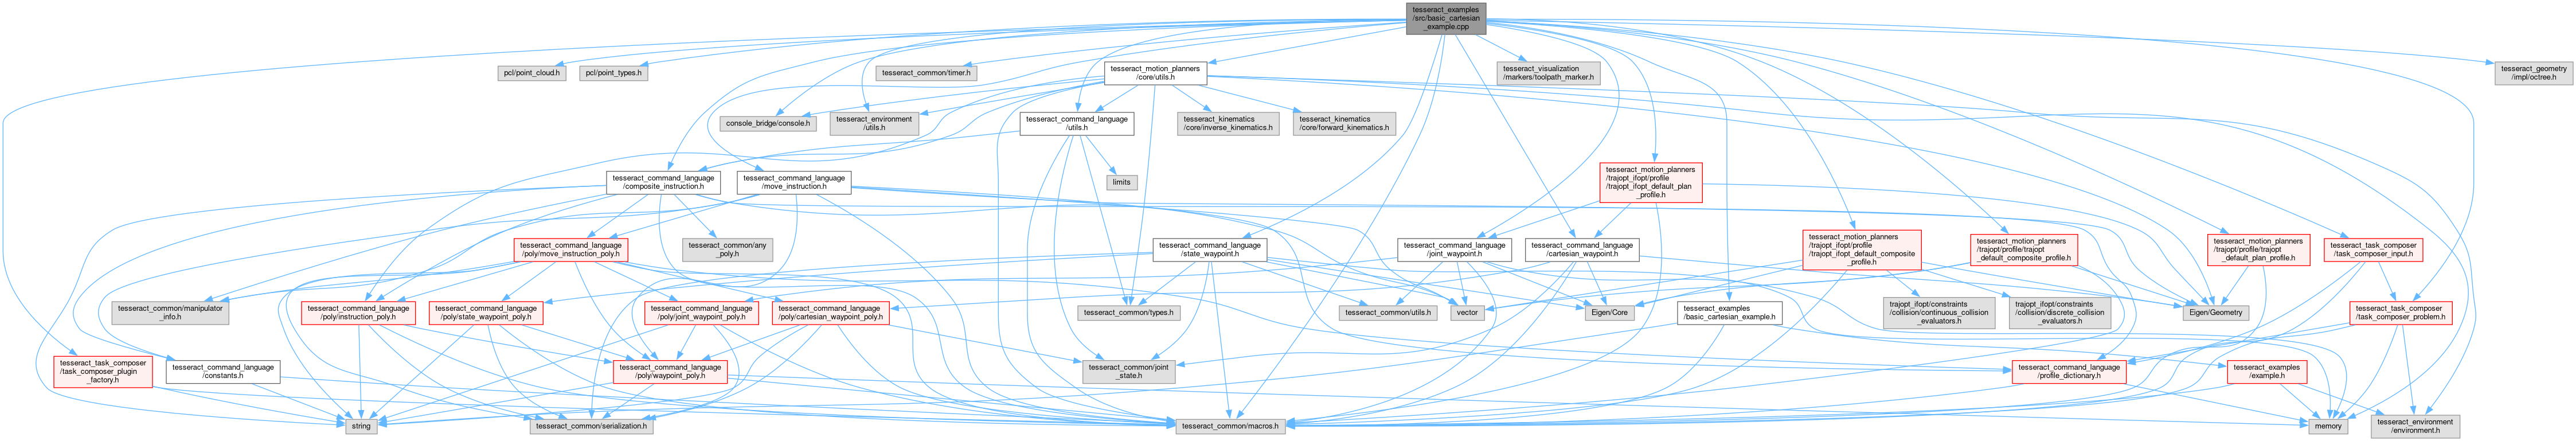 tesseract_examples
/src/basic_cartesian
_example.cpp
pcl/point_cloud.h
pcl/point_types.h
tesseract_common/timer.h
tesseract_motion_planners
/core/utils.h
tesseract_visualization
/markers/toolpath_marker.h
tesseract_geometry
/impl/octree.h
console_bridge/console.h
tesseract_environment
/utils.h
tesseract_command_language
/utils.h
tesseract_kinematics
/core/inverse_kinematics.h
tesseract_kinematics
/core/forward_kinematics.h
tesseract_command_language
/composite_instruction.h
tesseract_command_language
/move_instruction.h
limits
tesseract_motion_planners
/trajopt_ifopt/profile
/trajopt_ifopt_default_plan
_profile.h
tesseract_command_language
/poly/move_instruction_poly.h
tesseract_common/any
_poly.h
tesseract_command_language
/state_waypoint.h
tesseract_command_language
/joint_waypoint.h
tesseract_command_language
/cartesian_waypoint.h
tesseract_motion_planners
/trajopt_ifopt/profile
/trajopt_ifopt_default_composite
_profile.h
tesseract_motion_planners
/trajopt/profile/trajopt
_default_composite_profile.h
tesseract_motion_planners
/trajopt/profile/trajopt
_default_plan_profile.h
tesseract_task_composer
/task_composer_input.h
tesseract_common/manipulator
_info.h
tesseract_command_language
/poly/instruction_poly.h
tesseract_command_language
/poly/state_waypoint_poly.h
tesseract_command_language
/poly/joint_waypoint_poly.h
tesseract_command_language
/poly/cartesian_waypoint_poly.h
tesseract_common/types.h
vector
tesseract_common/utils.h
Eigen/Core
tesseract_examples
/basic_cartesian_example.h
trajopt_ifopt/constraints
/collision/continuous_collision
_evaluators.h
trajopt_ifopt/constraints
/collision/discrete_collision
_evaluators.h
Eigen/Geometry
tesseract_task_composer
/task_composer_problem.h
tesseract_task_composer
/task_composer_plugin
_factory.h
tesseract_command_language
/constants.h
tesseract_command_language
/poly/waypoint_poly.h
tesseract_common/joint
_state.h
tesseract_command_language
/profile_dictionary.h
tesseract_examples
/example.h
string
tesseract_common/serialization.h
tesseract_common/macros.h
memory
tesseract_environment
/environment.h